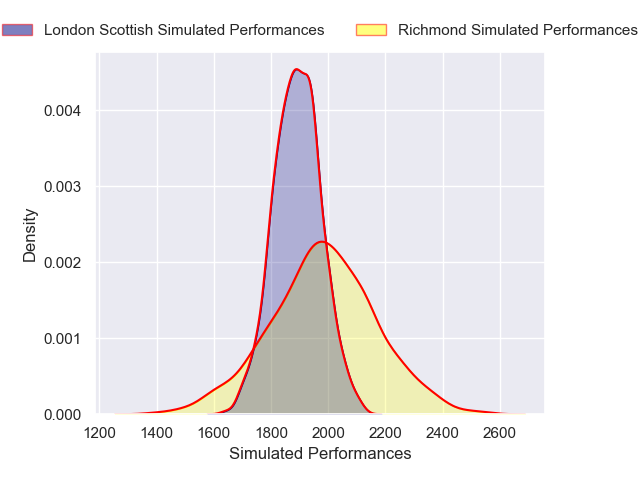 London Scottish Simulated Performances
Richmond Simulated Performances
0.004
0.003
0.002
0.001
0.000
Density
1200 1400 1600 1800 2000 2200 2400 2600
Simulated Performances